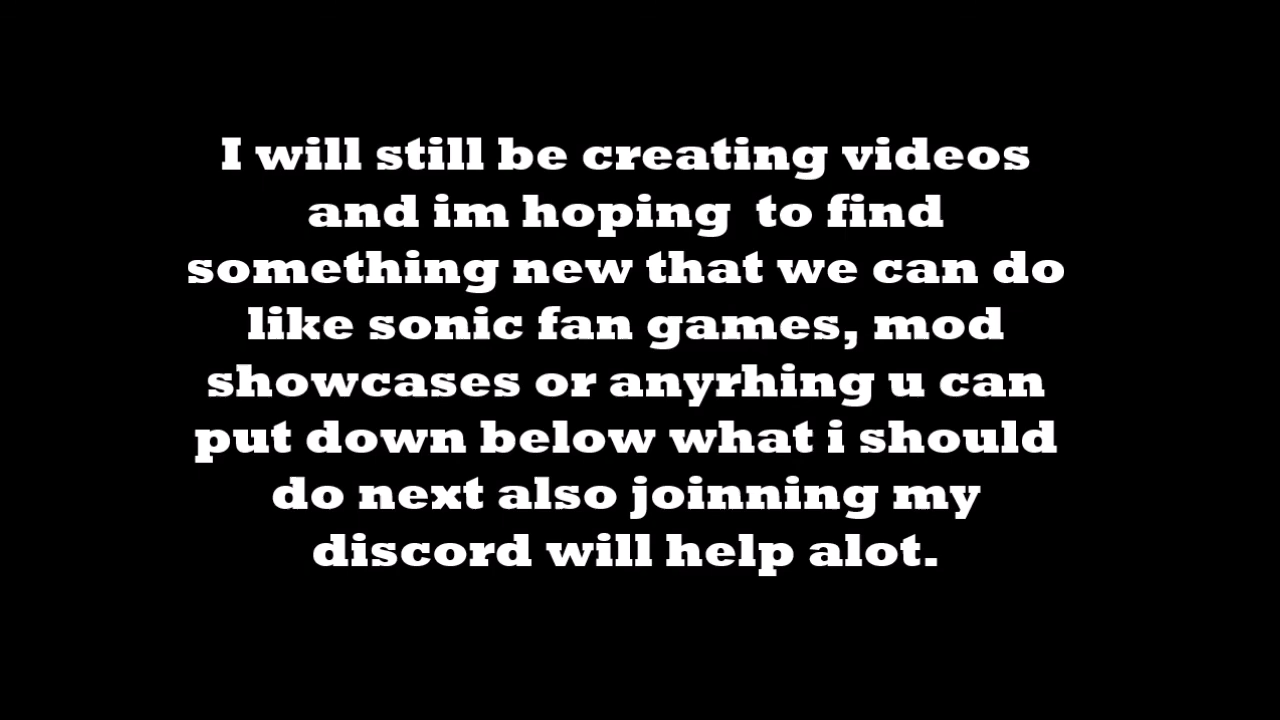 I will still be creating videos
and im hoping  to find
something new that we can do
like sonic fan games, mod
showcases or anyrhing u can
put down below what i should
do next also joinning my
discord will help alot.